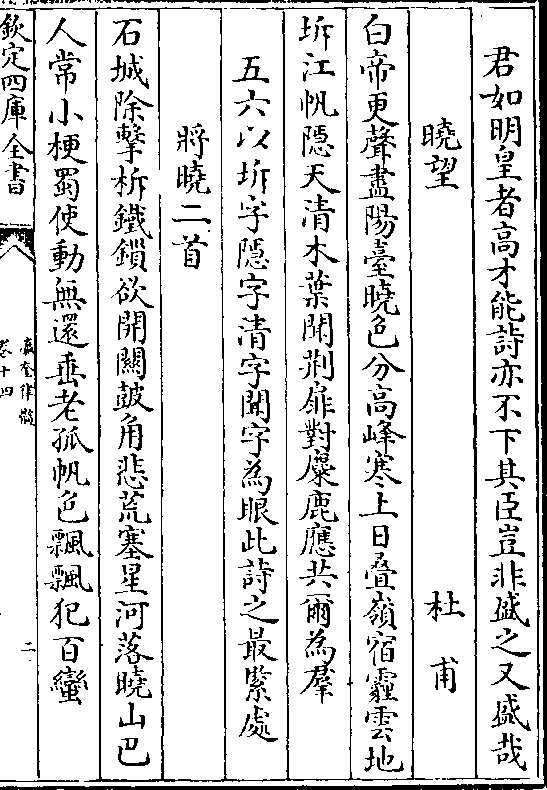 君如明皇者高才能詩亦不下其臣豈非盛之又盛哉
曉望 杜甫
白帝更聲盡陽臺曉色分高峰寒上日疊嶺宿霾雲地
坼江帆隱天清木葉聞荆扉對麋鹿應共爾為羣
五六以坼字隱字清字聞字為眼此詩之最緊處
將曉二首
石城除擊柝鐵鎖欲開關鼓角悲荒塞星河落曉山巴
人常小梗蜀使動無還垂老孤帆色飄飄犯百蠻
欽定四庫全書
瀛奎律髓
卷十四
二